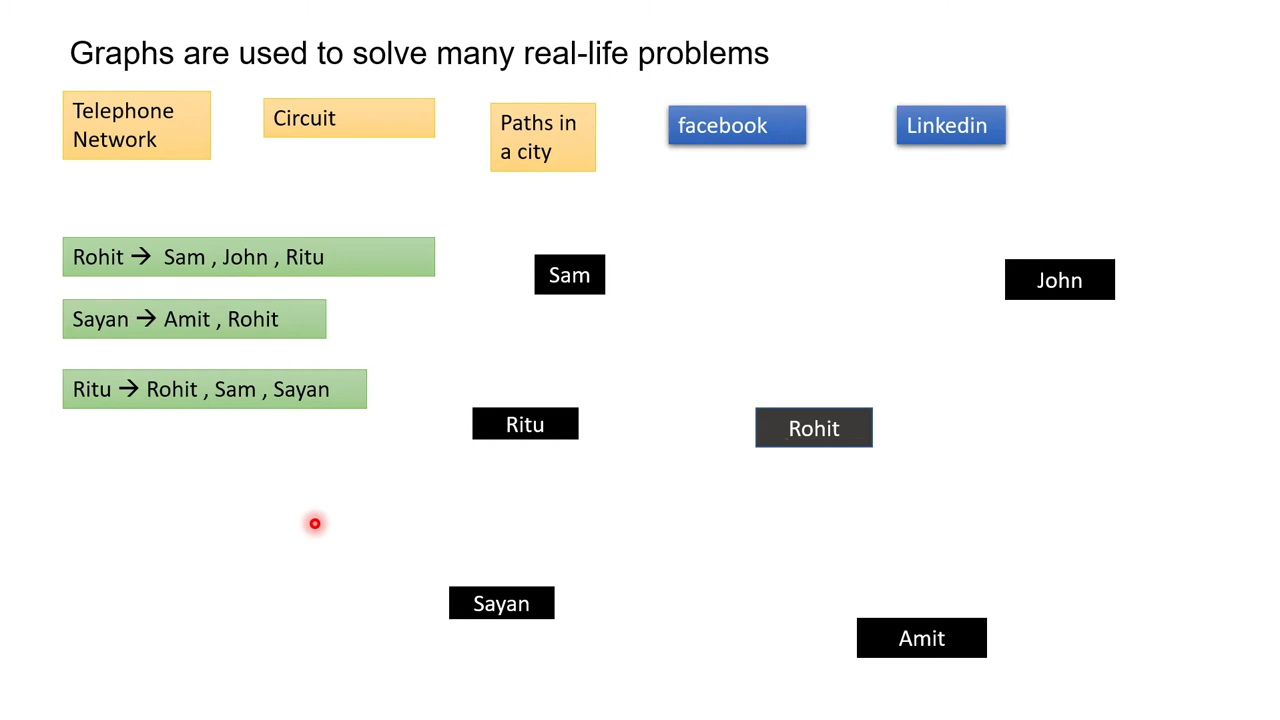 Graphs are used to solve many real-life problems
Telephone
Network
Circuit
Paths in
a city
facebook
Linkedin
Rohit → Sam , John , Ritu
Sayan → Amit , Rohit
Ritu → Rohit , Sam , Sayan
Sam
John
Ritu
Rohit
Sayan
Amit